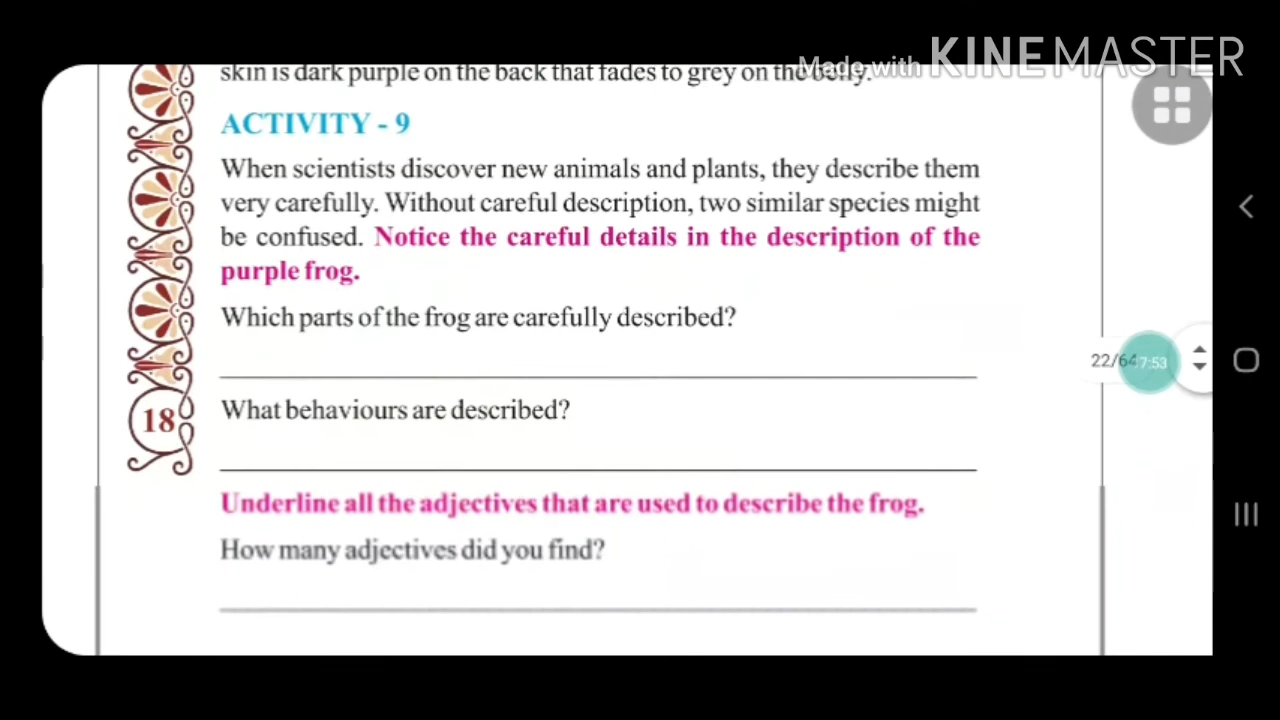 Made with KINEMASTER
skin is dark purple on the back that fades to grey on the belly.
ACTIVITY - 9
When scientists discover new animals and plants, they describe them
very carefully. Without careful description, two similar species might
be confused. Notice the careful details in the description of the
purple frog.
Which parts of the frog are carefully described?
22/64
7:53
What behaviours are described?
18
Underline all the adjectives that are used to describe the frog.
How many adjectives did you find?